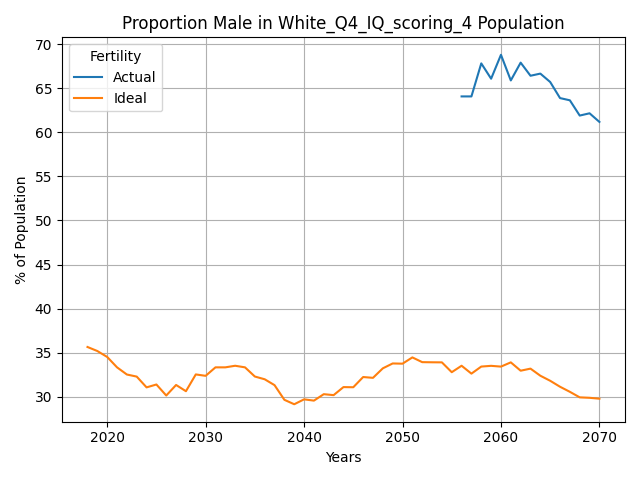 Proportion Male in White_Q4_IQ_scoring_4 Population
Fertility
Actual
Ideal
% of Population
70
65
60
55
50
45
40
35
30
2020
2030
2040
2050
2060
2070
Years